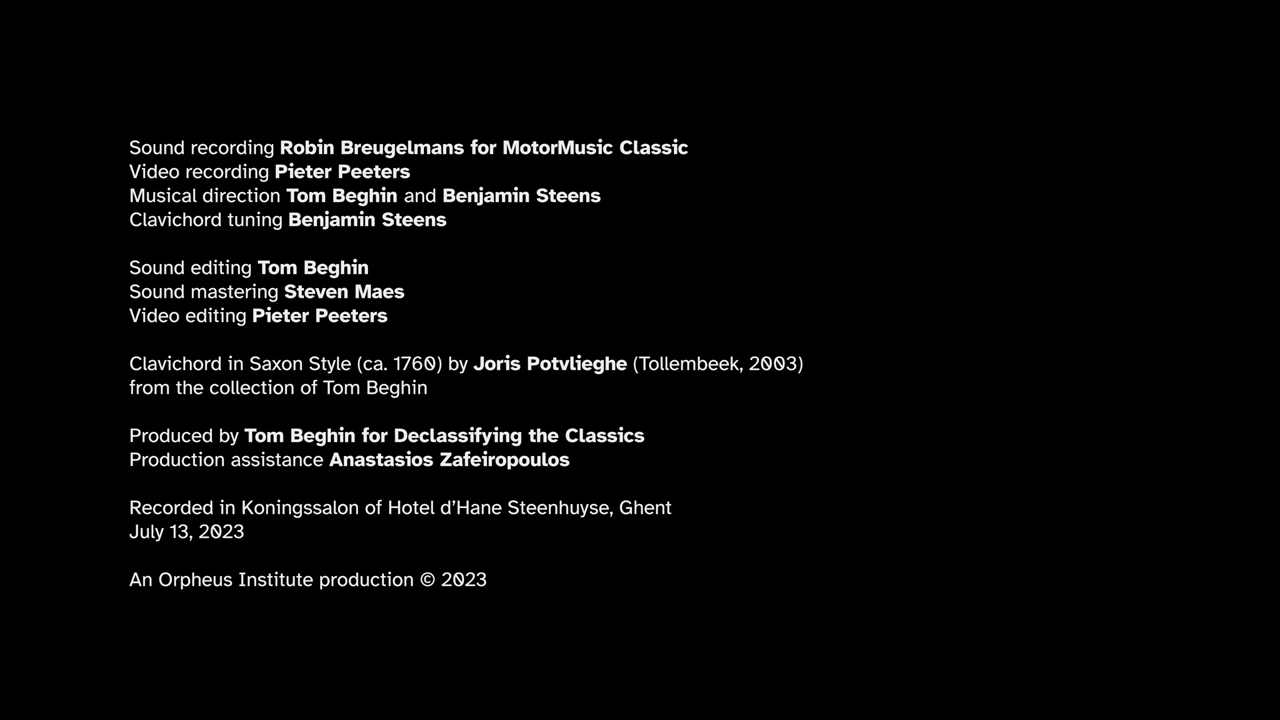 Sound recording Robin Breugelmans for MotorMusic Classic
Video recording Pieter Peeters
Musical direction Tom Beghin and Benjamin Steens
Clavichord tuning Benjamin Steens
Sound editing Tom Beghin
Sound mastering Steven Maes
Video editing Pieter Peeters
Clavichord in Saxon Style (ca. 1760) by Joris Potvlieghe (Tollembeek, 2003)
from the collection of Tom Beghin
Produced by Tom Beghin for Declassifying the Classics
Production assistance Anastasios Zafeiropoulos
Recorded in Koningssalon of Hotel d’Hane Steenhuyse, Ghent
July 13, 2023
An Orpheus Institute production © 2023